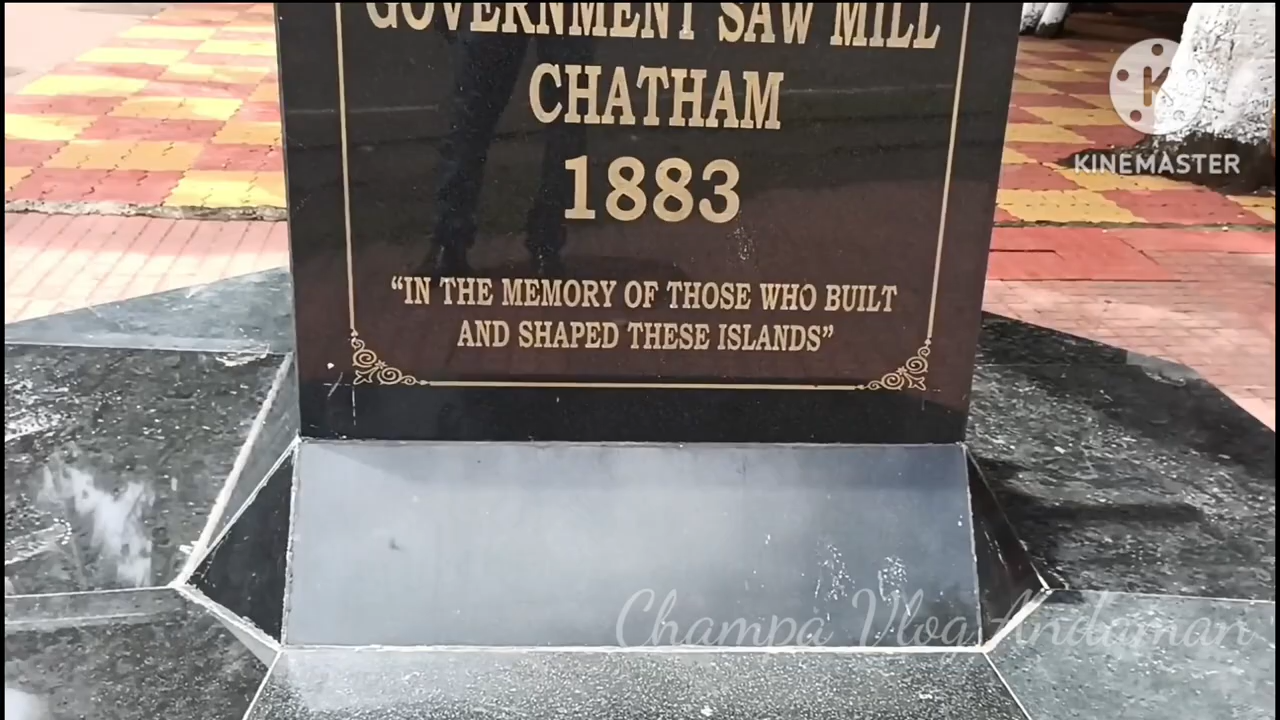 GOVERNMENT SAW MILL
CHATHAM
1883
“IN THE MEMORY OF THOSE WHO BUILT
AND SHAPED THESE ISLANDS”
K
KINEMASTER
Champa Vlog Andaman